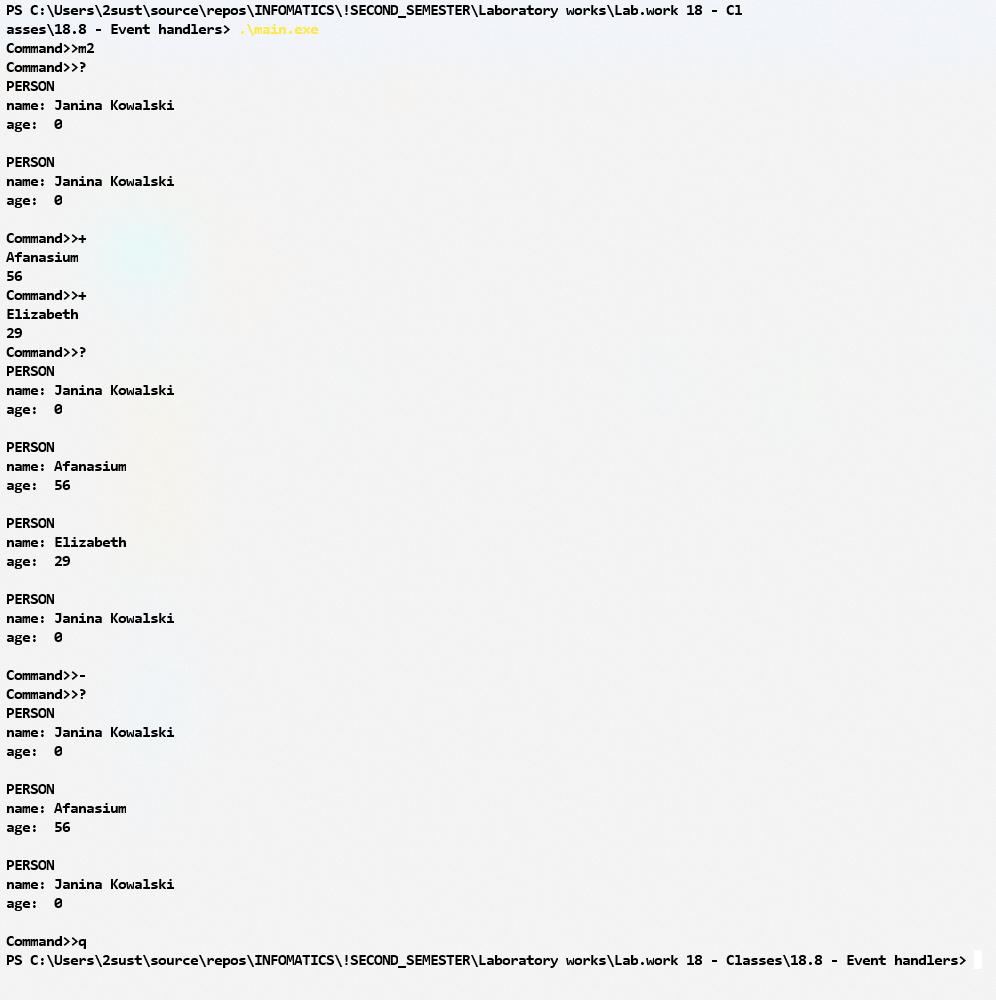 PS C:\Users\2sust\source\repos\INFOMATICS\!SECOND_SEMESTER\Laboratory works\Lab.work 18 - Cl
asses\18.8 - Event handlers> .\main.exe
Command>>m2
Command>>?
PERSON
name: Janina Kowalski
age:  0
PERSON
name: Janina Kowalski
age:  0
Command>>+
Afanasium
56
Command>>+
Elizabeth
29
Command>>?
PERSON
name: Janina Kowalski
age:  0
PERSON
name: Afanasium
age:  56
PERSON
name: Elizabeth
age:  29
PERSON
name: Janina Kowalski
age:  0
Command>>-
Command>>?
PERSON
name: Janina Kowalski
age:  0
PERSON
name: Afanasium
age:  56
PERSON
name: Janina Kowalski
age:  0
Command>>q
PS C:\Users\2sust\source\repos\INFOMATICS\!SECOND_SEMESTER\Laboratory works\Lab.work 18 - Classes\18.8 - Event handlers>